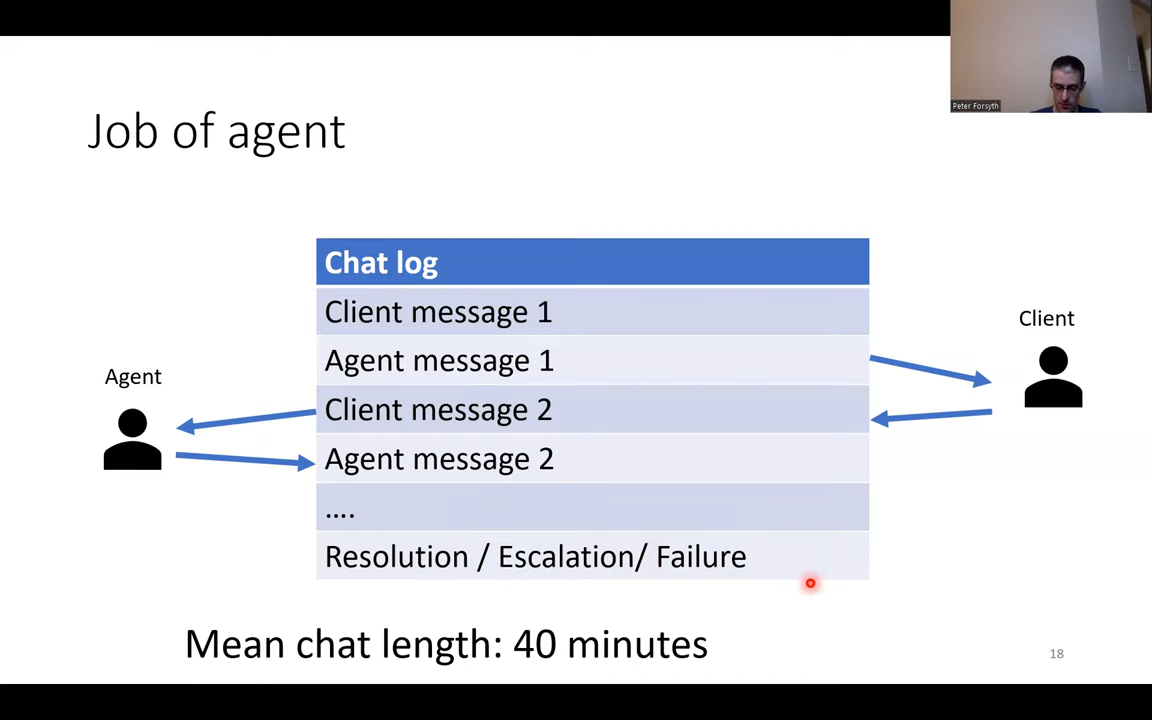 Peter Forsyth
Job of agent
Chat log
Client message 1
Client
Agent message 1
Agent
Client message 2
Agent message 2
....
Resolution / Escalation/ Failure
Mean chat length: 40 minutes
18